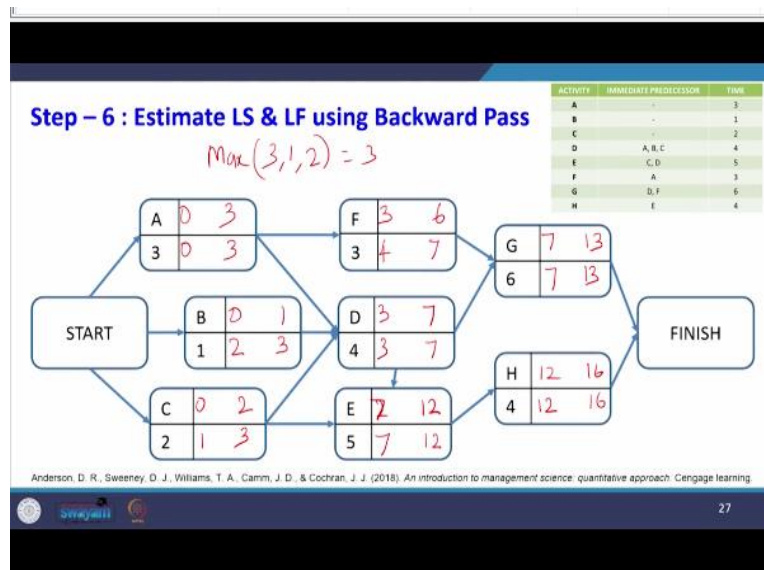 ACTIVITY IMMEDIATE PREDECESSOR TIME
A - 3
B - 1
C - 2
D A, B, C 4
E C, D 5
F A 3
G D, F 6
H E 4
Step – 6 : Estimate LS & LF using Backward Pass
Max (3,1,2) = 3
A 0 3
3 0 3
F 3 6
3 4 7
G 7 13
6 7 13
START
B 0 1
1 2 3
D 3 7
4 3 7
FINISH
C 0 2
2 1 3
E 7 12
5 7 12
H 12 16
4 12 16
Anderson, D. R., Sweeney, D. J., Williams, T. A., Camm, J. D., & Cochran, J. J. (2018). An introduction to management science: quantitative approach. Cengage learning.
swayam
27